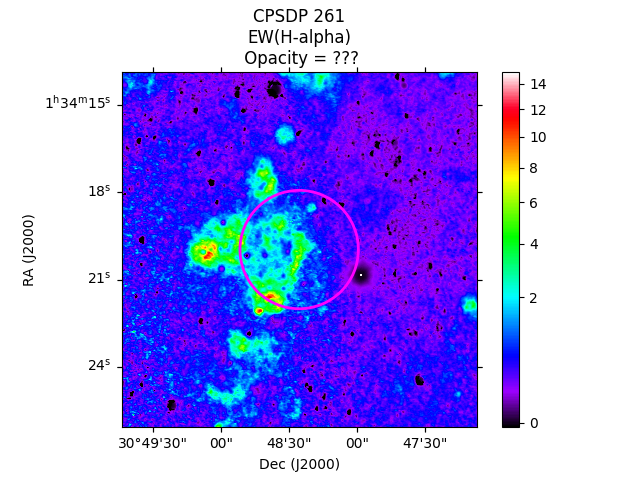 CPSDP 261
EW(H-alpha)
Opacity = ???
1ʰ34ᵐ15ˢ
18ˢ
21ˢ
24ˢ
RA (J2000)
30°49'30" 00" 48'30" 00" 47'30"
Dec (J2000)
14
12
10
8
6
4
2
0